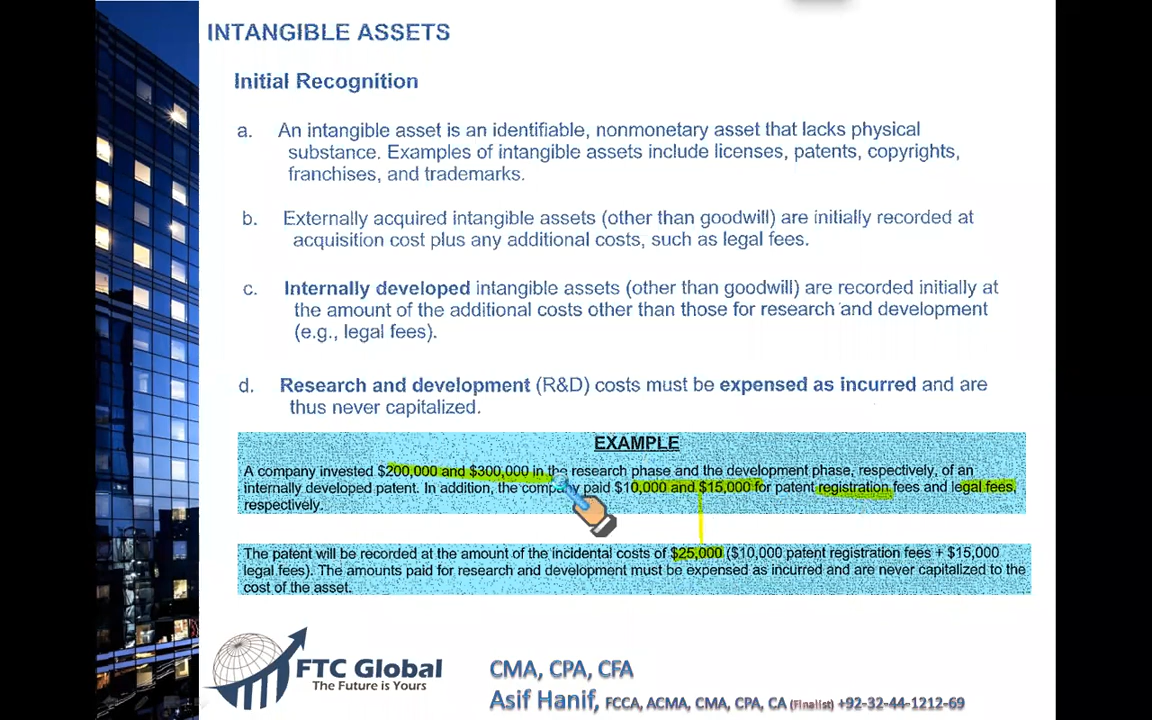 INTANGIBLE ASSETS
Initial Recognition
a. An intangible asset is an identifiable, nonmonetary asset that lacks physical
substance. Examples of intangible assets include licenses, patents, copyrights,
franchises, and trademarks.
b. Externally acquired intangible assets (other than goodwill) are initially recorded at
acquisition cost plus any additional costs, such as legal fees.
c. Internally developed intangible assets (other than goodwill) are recorded initially at
the amount of the additional costs other than those for research and development
(e.g., legal fees).
d. Research and development (R&D) costs must be expensed as incurred and are
thus never capitalized.
EXAMPLE
A company invested $200,000 and $300,000 in the research phase and the development phase, respectively, of an
internally developed patent. In addition, the company paid $10,000 and $15,000 for patent registration fees and legal fees,
respectively.
The patent will be recorded at the amount of the incidental costs of $25,000 ($10,000 patent registration fees + $15,000
legal fees). The amounts paid for research and development must be expensed as incurred and are never capitalized to the
cost of the asset.
FTC Global
The Future is Yours
CMA, CPA, CFA
Asif Hanif, FCCA, ACMA, CMA, CPA, CA (Finalist) +92-32-44-1212-69